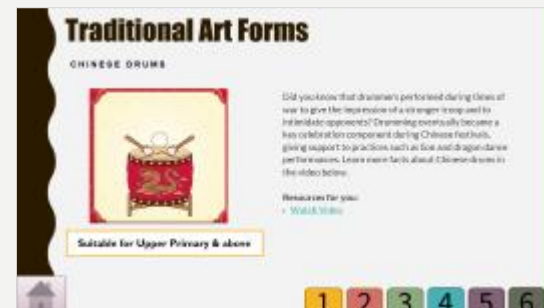 Traditional Art Forms
CHINESE DRUMS
Did you know that drummers performed during times of
war to give the impression of a stronger troop and to
intimidate opponents? Drumming eventually became a
key celebration component during Chinese festivals,
giving support to practices such as lion and dragon dance
performances. Learn more facts about Chinese drums in
the video below.
Resources for you:
• Watch Video
Suitable for Upper Primary & above
1 2 3 4 5 6